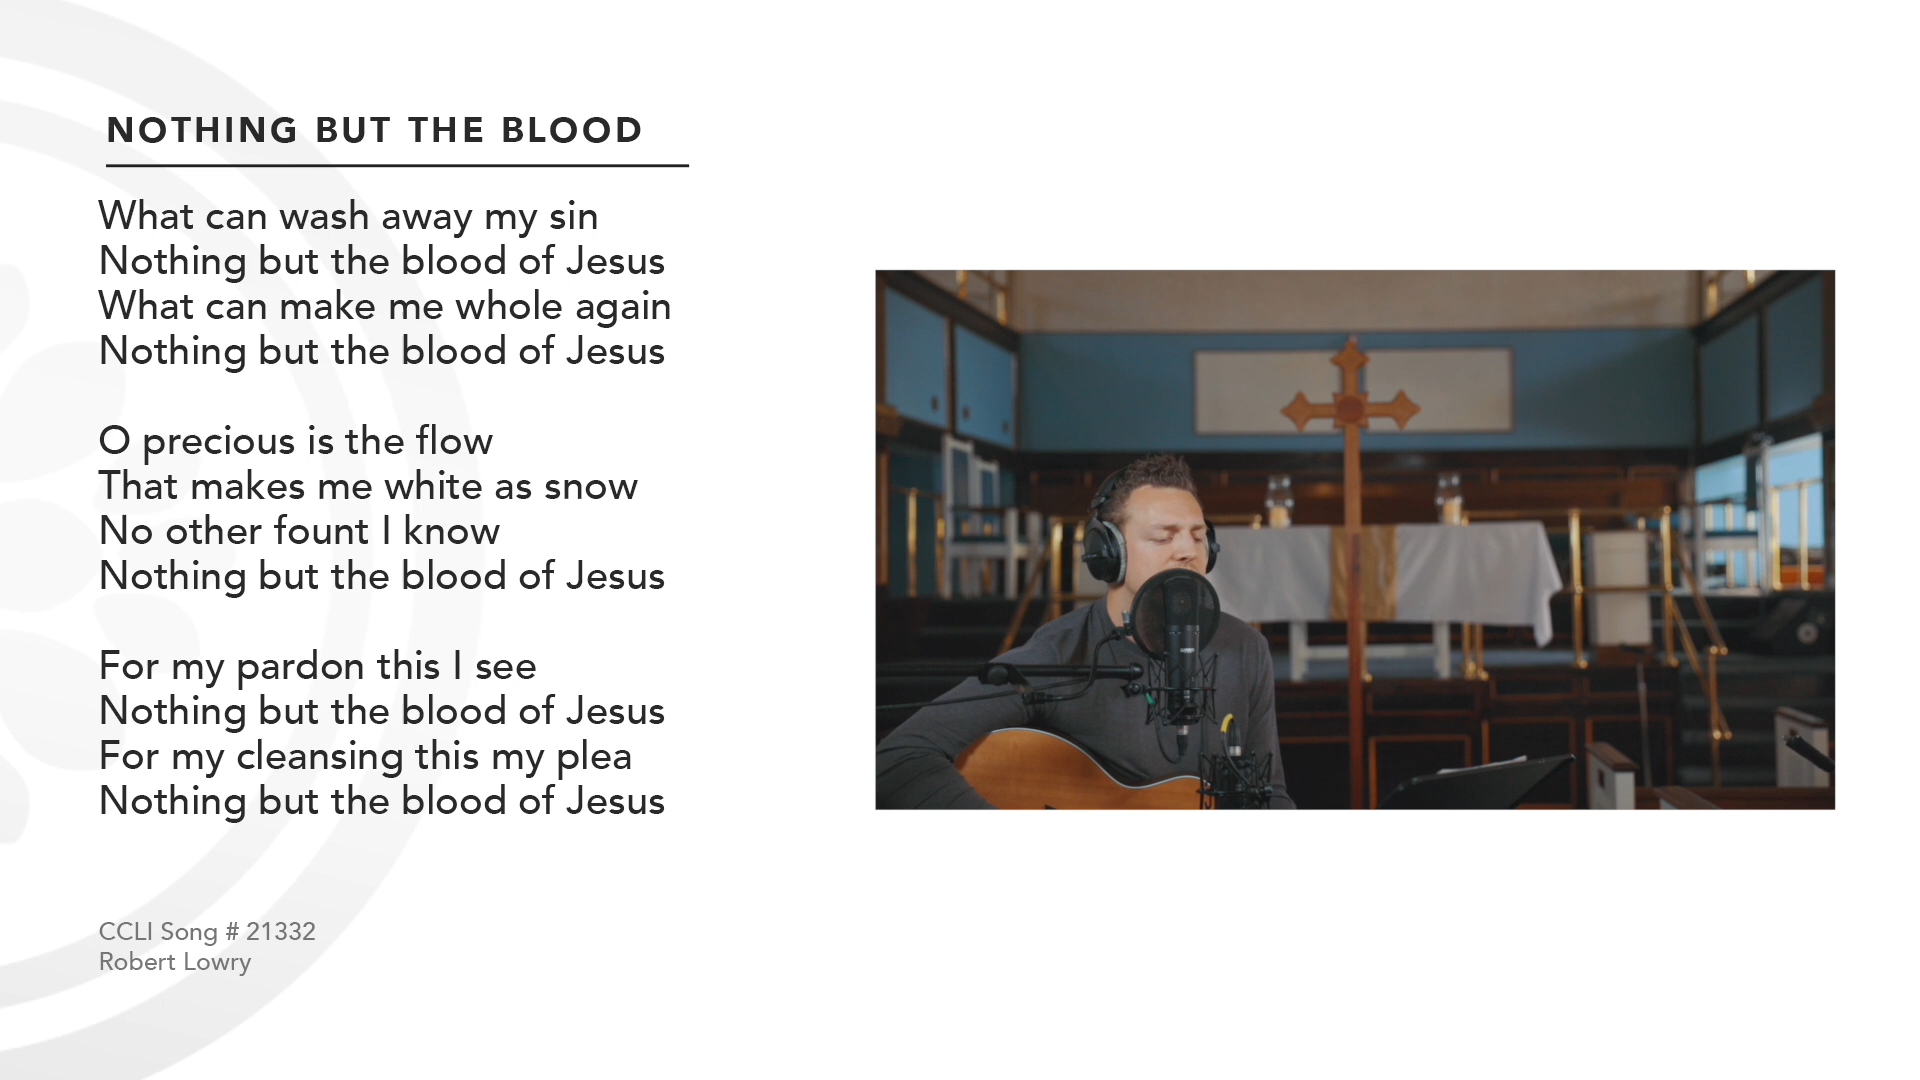 NOTHING BUT THE BLOOD
What can wash away my sin
Nothing but the blood of Jesus
What can make me whole again
Nothing but the blood of Jesus
O precious is the flow
That makes me white as snow
No other fount I know
Nothing but the blood of Jesus
For my pardon this I see
Nothing but the blood of Jesus
For my cleansing this my plea
Nothing but the blood of Jesus
CCLI Song # 21332
Robert Lowry